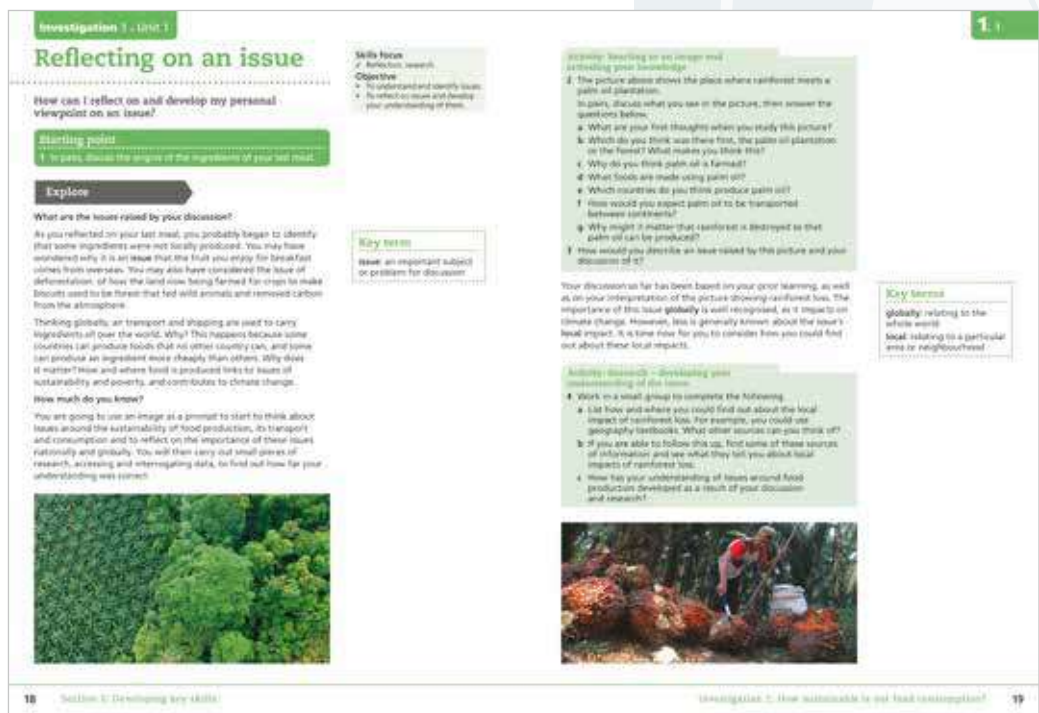 Investigation 1 . Unit 1
Reflecting on an issue
How can I reflect on and develop my personal
viewpoint on an issue?
Starting point
1 In pairs, discuss the origins of the ingredients of your last meal.
Explore
What are the issues raised by your discussion?
As you reflected on your last meal, you probably began to identify
that some ingredients were not locally produced. You may have
wondered why it is an issue that the fruit you enjoy for breakfast
comes from overseas. You may also have considered the issue of
deforestation: of how the land now being farmed for crops to make
biscuits used to be forest that fed wild animals and removed carbon
from the atmosphere.
Thinking globally, air transport and shipping are used to carry
ingredients all over the world. Why? This happens because some
countries can produce foods that no other country can, and some
can produce an ingredient more cheaply than others. Why does
it matter? How and where food is produced links to issues of
sustainability and poverty, and contributes to climate change.
How much do you know?
You are going to use an image as a prompt to start to think about
issues around the sustainability of food production, its transport
and consumption and to reflect on the importance of these issues
nationally and globally. You will then carry out small pieces of
research, accessing and interrogating data, to find out how far your
understanding was correct.
Skills focus
✓ Reflection, research
Objective
• To understand and identify issues
• To reflect on issues and develop
your understanding of them.
Key term
issue: an important subject
or problem for discussion
18 Section 1: Developing key skills
1. 1
Activity: Reacting to an image and
activating your knowledge
2 The picture above shows the place where rainforest meets a
palm oil plantation.
In pairs, discuss what you see in the picture, then answer the
questions below.
a What are your first thoughts when you study this picture?
b Which do you think was there first, the palm oil plantation
or the forest? What makes you think this?
c Why do you think palm oil is farmed?
d What foods are made using palm oil?
e Which countries do you think produce palm oil?
f How would you expect palm oil to be transported
between continents?
g Why might it matter that rainforest is destroyed so that
palm oil can be produced?
3 How would you describe an issue raised by this picture and your
discussion of it?
Your discussion so far has been based on your prior learning, as well
as on your interpretation of the picture showing rainforest loss. The
importance of this issue globally is well recognised, as it impacts on
climate change. However, less is generally known about the issue's
local impact. It is time now for you to consider how you could find
out about these local impacts.
Key terms
globally: relating to the
whole world
local: relating to a particular
area or neighbourhood
Activity: Research – developing your
understanding of the issue
4 Work in a small group to complete the following.
a List how and where you could find out about the local
impact of rainforest loss. For example, you could use
geography textbooks. What other sources can you think of?
b If you are able to follow this up, find some of these sources
of information and see what they tell you about local
impacts of rainforest loss.
c How has your understanding of issues around food
production developed as a result of your discussion
and research?
Investigation 1: How sustainable is our food consumption? 19